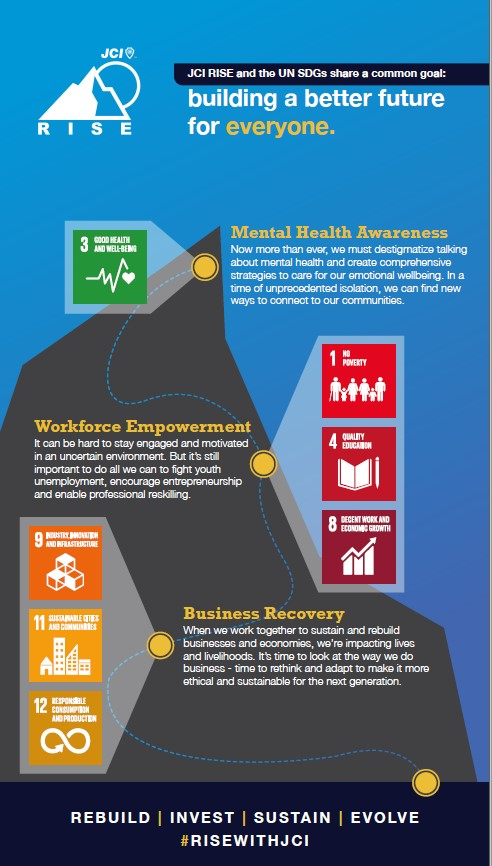 JCI
RISE
JCI RISE and the UN SDGs share a common goal:
building a better future
for everyone.
3 GOOD HEALTH
AND WELL-BEING
Mental Health Awareness
Now more than ever, we must destigmatize talking
about mental health and create comprehensive
strategies to care for our emotional wellbeing. In a
time of unprecedented isolation, we can find new
ways to connect to our communities.
1 NO
POVERTY
4 QUALITY
EDUCATION
8 DECENT WORK AND
ECONOMIC GROWTH
Workforce Empowerment
It can be hard to stay engaged and motivated
in an uncertain environment. But it's still
important to do all we can to fight youth
unemployment, encourage entrepreneurship
and enable professional reskilling.
9 INDUSTRY, INNOVATION
AND INFRASTRUCTURE
11 SUSTAINABLE CITIES
AND COMMUNITIES
12 RESPONSIBLE
CONSUMPTION
AND PRODUCTION
Business Recovery
When we work together to sustain and rebuild
businesses and economies, we're impacting lives
and livelihoods. It's time to look at the way we do
business - time to rethink and adapt to make it more
ethical and sustainable for the next generation.
REBUILD | INVEST | SUSTAIN | EVOLVE
#RISEWITHJCI